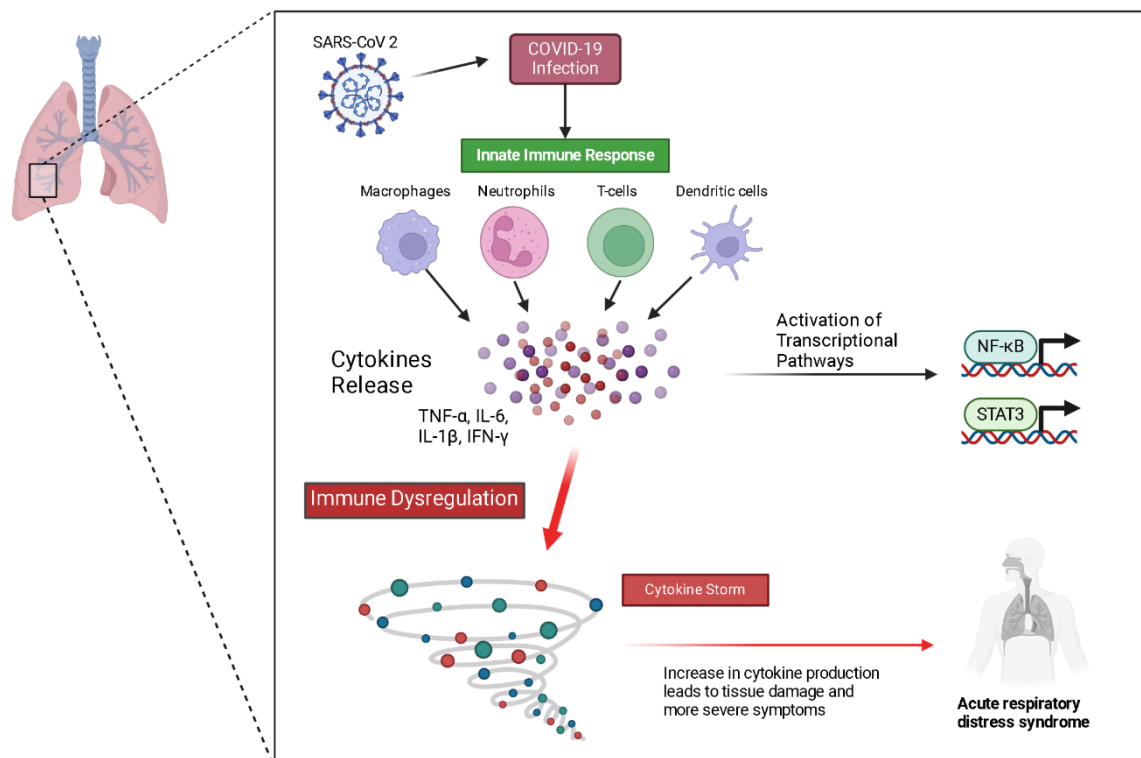 SARS-CoV 2
COVID-19
Infection
Innate Immune Response
Macrophages
Neutrophils
T-cells
Dendritic cells
Cytokines
Release
TNF-α, IL-6,
IL-1β, IFN-γ
Activation of
Transcriptional
Pathways
NF-κB
STAT3
Immune Dysregulation
Cytokine Storm
Increase in cytokine production
leads to tissue damage and
more severe symptoms
Acute respiratory
distress syndrome